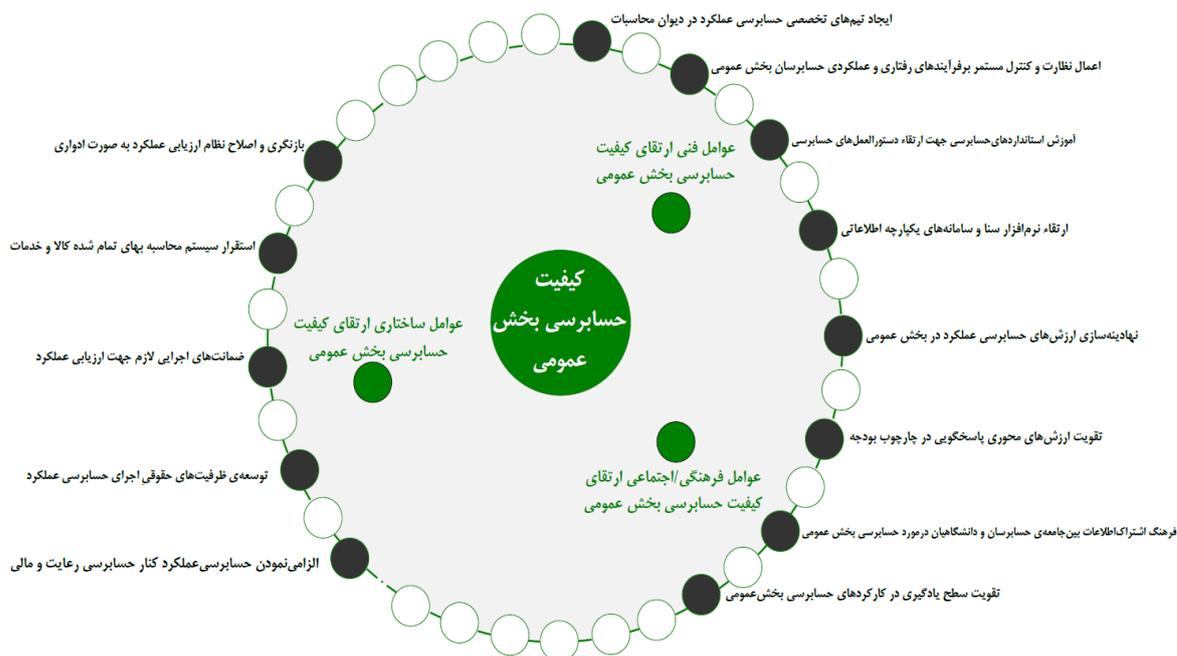 ایجاد تیم‌های تخصصی حسابرسی عملکرد در دیوان محاسبات
اعمال نظارت و کنترل مستمر برفرآیندهای رفتاری و عملکردی حسابرسان بخش عمومی
آموزش استانداردهای‌حسابرسی جهت ارتقاء دستورالعمل‌های حسابرسی
ارتقاء نرم‌افزار سنا و سامانه‌های یکپارچه اطلاعاتی
نهادینه‌سازی ارزش‌های حسابرسی عملکرد در بخش عمومی
تقویت ارزش‌های محوری پاسخگویی در چارچوب بودجه
فرهنگ اشتراک‌اطلاعات بین‌جامعه‌ی حسابرسان و دانشگاهیان درمورد حسابرسی بخش عمومی
تقویت سطح یادگیری در کارکردهای حسابرسی بخش‌عمومی
عوامل فنی ارتقای کیفیت
حسابرسی بخش عمومی
کیفیت
حسابرسی بخش
عمومی
عوامل فرهنگی/اجتماعی ارتقای
کیفیت حسابرسی بخش عمومی
عوامل ساختاری ارتقای کیفیت
حسابرسی بخش عمومی
بازنگری و اصلاح نظام ارزیابی عملکرد به صورت ادواری
استقرار سیستم محاسبه بهای تمام شده کالا و خدمات
ضمانت‌های اجرایی لازم جهت ارزیابی عملکرد
توسعه‌ی ظرفیت‌های حقوقیِ اجرای حسابرسی عملکرد
الزامی‌نمودن حسابرسی‌عملکرد کنار حسابرسی رعایت و مالی